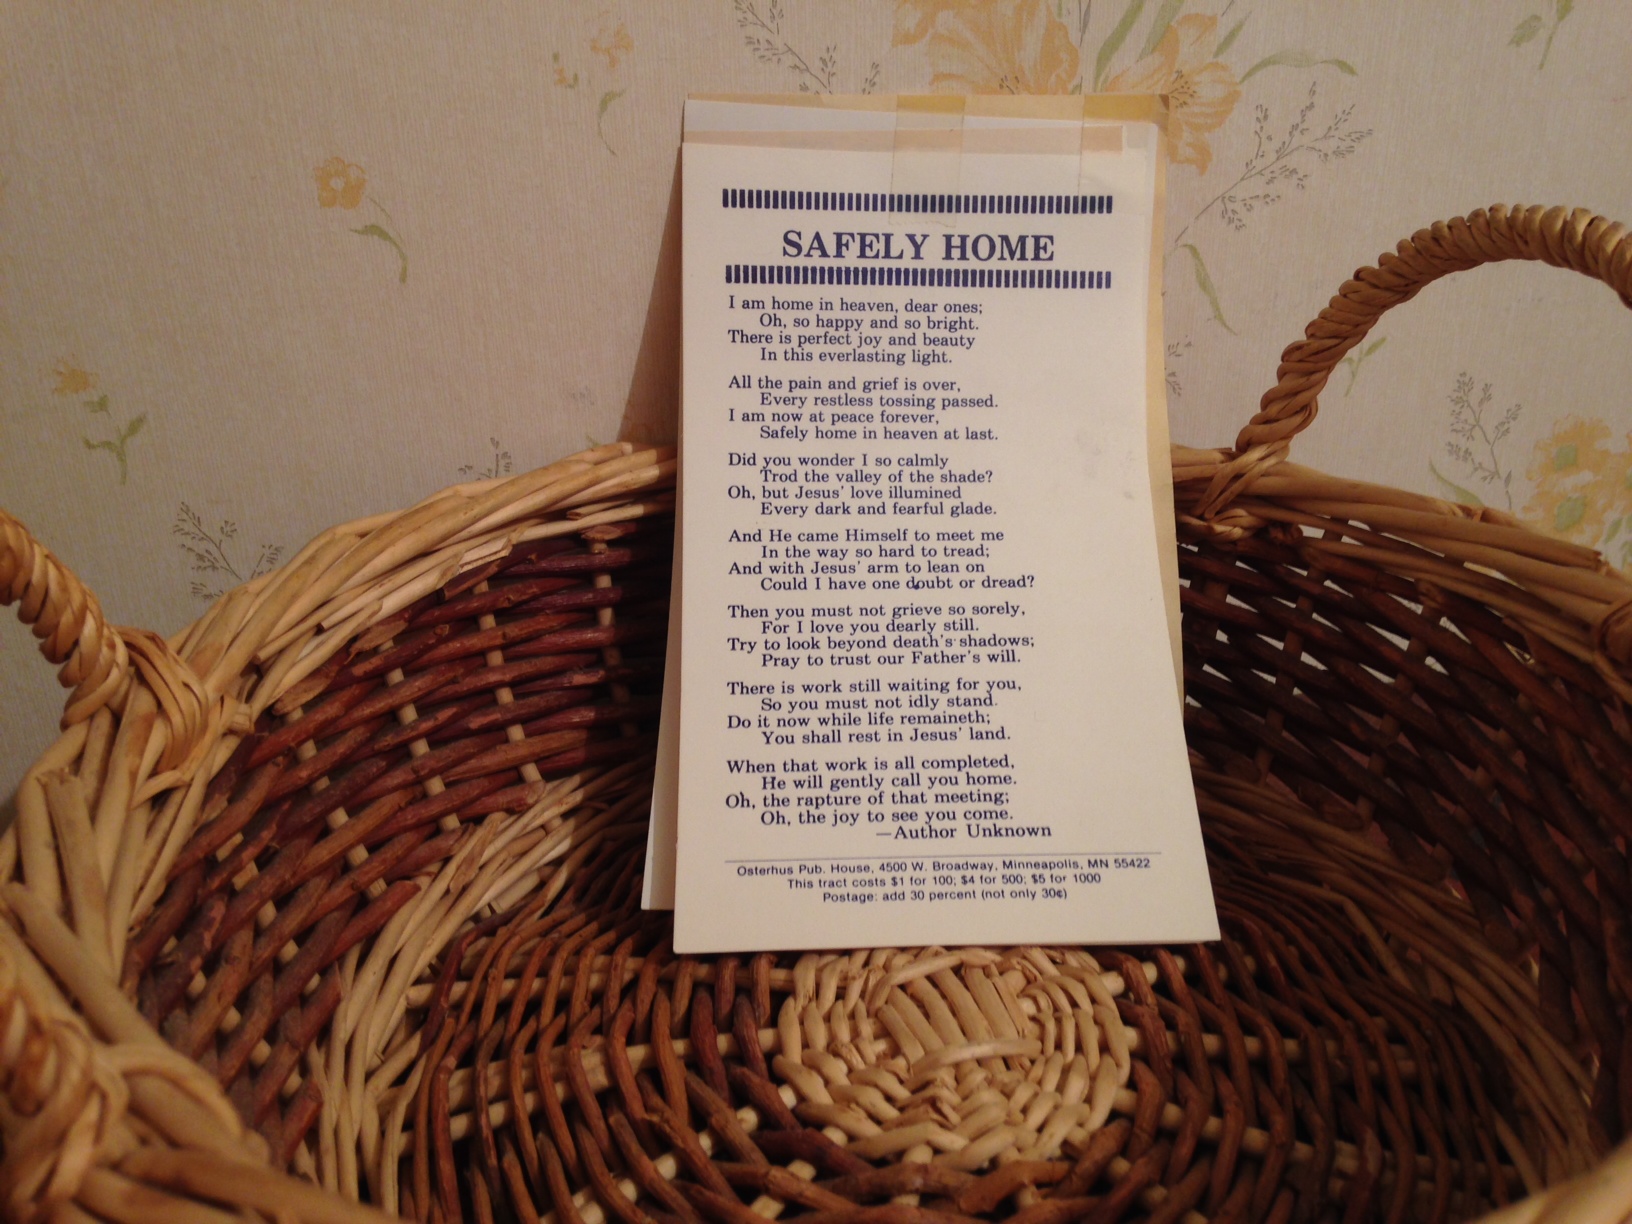 SAFELY HOME
I am home in heaven, dear ones;
Oh, so happy and so bright.
There is perfect joy and beauty
In this everlasting light.
All the pain and grief is over,
Every restless tossing passed.
I am now at peace forever,
Safely home in heaven at last.
Did you wonder I so calmly
Trod the valley of the shade?
Oh, but Jesus' love illumined
Every dark and fearful glade.
And He came Himself to meet me
In the way so hard to tread;
And with Jesus' arm to lean on
Could I have one doubt or dread?
Then you must not grieve so sorely,
For I love you dearly still.
Try to look beyond death's shadows;
Pray to trust our Father's will.
There is work still waiting for you,
So you must not idly stand.
Do it now while life remaineth;
You shall rest in Jesus' land.
When that work is all completed,
He will gently call you home.
Oh, the rapture of that meeting;
Oh, the joy to see you come.
—Author Unknown
Osterhus Pub. House, 4500 W. Broadway, Minneapolis, MN 55422
This tract costs $1 for 100; $4 for 500; $5 for 1000
Postage: add 30 percent (not only 30¢)